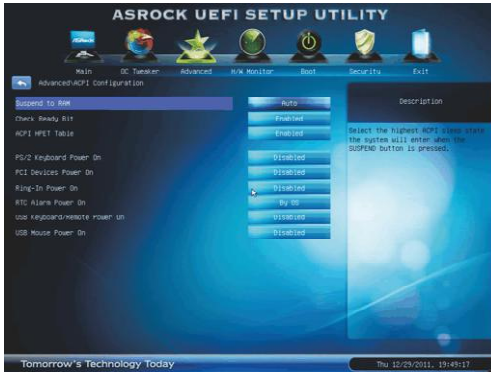 ASROCK UEFI SETUP UTILITY
ASRock
Main OC Tweaker Advanced H/W Monitor Boot Security Exit
Advanced\ACPI Configuration
Suspend to RAM Auto
Check Ready Bit Enabled
ACPI HPET Table Enabled
PS/2 Keyboard Power On Disabled
PCI Devices Power On Disabled
Ring-In Power On Disabled
RTC Alarm Power On By OS
USB Keyboard/Remote Power On Disabled
USB Mouse Power On Disabled
Description
Select the highest ACPI sleep state
the system will enter when the
SUSPEND button is pressed.
Tomorrow's Technology Today
Thu 12/29/2011, 19:49:17